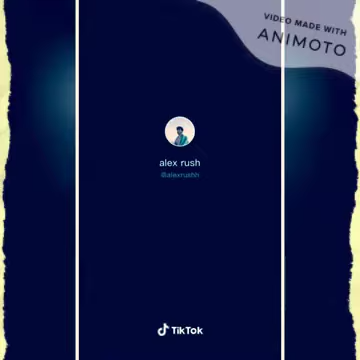 VIDEO MADE WITH
ANIMOTO
alex rush
@alexrushh
TikTok